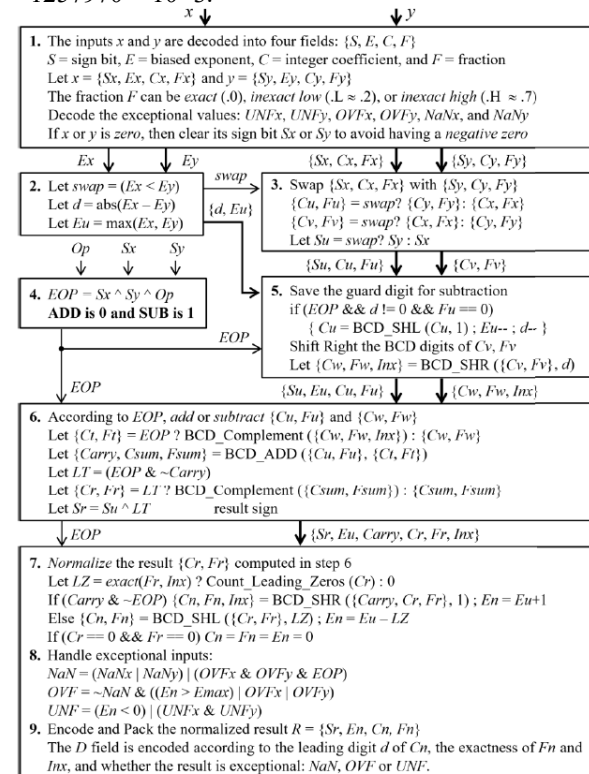 x y
1. The inputs x and y are decoded into four fields: {S, E, C, F}
S = sign bit, E = biased exponent, C = integer coefficient, and F = fraction
Let x = {Sx, Ex, Cx, Fx} and y = {Sy, Ey, Cy, Fy}
The fraction F can be exact (.0), inexact low (.L ≈ .2), or inexact high (.H ≈ .7)
Decode the exceptional values: UNFx, UNFy, OVFx, OVFy, NaNx, and NaNy
If x or y is zero, then clear its sign bit Sx or Sy to avoid having a negative zero
Ex Ey {Sx, Cx, Fx} {Sy, Cy, Fy}
2. Let swap = (Ex < Ey)
Let d = abs(Ex – Ey)
Let Eu = max(Ex, Ey)
swap
{d, Eu}
3. Swap {Sx, Cx, Fx} with {Sy, Cy, Fy}
{Cu, Fu} = swap? {Cy, Fy}: {Cx, Fx}
{Cv, Fv} = swap? {Cx, Fx}: {Cy, Fy}
Let Su = swap? Sy : Sx
Op Sx Sy
{Su, Cu, Fu} {Cv, Fv}
4. EOP = Sx ^ Sy ^ Op
ADD is 0 and SUB is 1
EOP
5. Save the guard digit for subtraction
if (EOP && d != 0 && Fu == 0)
{ Cu = BCD_SHL (Cu, 1) ; Eu-- ; d-- }
Shift Right the BCD digits of Cv, Fv
Let {Cw, Fw, Inx} = BCD_SHR ({Cv, Fv}, d)
EOP {Su, Eu, Cu, Fu} {Cw, Fw, Inx}
6. According to EOP, add or subtract {Cu, Fu} and {Cw, Fw}
Let {Ct, Ft} = EOP ? BCD_Complement ({Cw, Fw, Inx}) : {Cw, Fw}
Let {Carry, Csum, Fsum} = BCD_ADD ({Cu, Fu}, {Ct, Ft})
Let LT = (EOP & ~Carry)
Let {Cr, Fr} = LT ? BCD_Complement ({Csum, Fsum}) : {Csum, Fsum}
Let Sr = Su ^ LT result sign
EOP {Sr, Eu, Carry, Cr, Fr, Inx}
7. Normalize the result {Cr, Fr} computed in step 6
Let LZ = exact(Fr, Inx) ? Count_Leading_Zeros (Cr) : 0
If (Carry & ~EOP) {Cn, Fn, Inx} = BCD_SHR ({Carry, Cr, Fr}, 1) ; En = Eu+1
Else {Cn, Fn} = BCD_SHL ({Cr, Fr}, LZ) ; En = Eu – LZ
If (Cr == 0 && Fr == 0) Cn = Fn = En = 0
8. Handle exceptional inputs:
NaN = (NaNx | NaNy) | (OVFx & OVFy & EOP)
OVF = ~NaN & ((En > Emax) | OVFx | OVFy)
UNF = (En < 0) | (UNFx & UNFy)
9. Encode and Pack the normalized result R = {Sr, En, Cn, Fn}
The D field is encoded according to the leading digit d of Cn, the exactness of Fn and
Inx, and whether the result is exceptional: NaN, OVF or UNF.